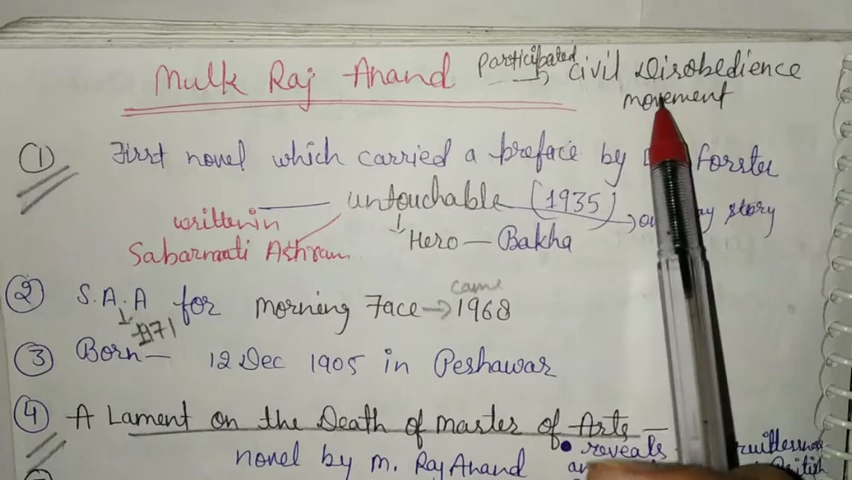 Mulk Raj Anand participated → Civil Disobedience
movement
① First novel which carried a preface by Forster
untouchable (1935)
written in story
Sabarmati Ashram Hero — Bakha
② S.A.A for Morning Face → came 1968
1971
③ Born — 12 Dec 1905 in Peshawar
④ A Lament on the Death of Master of Arts —
• reveals
novel by M. Raj Anand